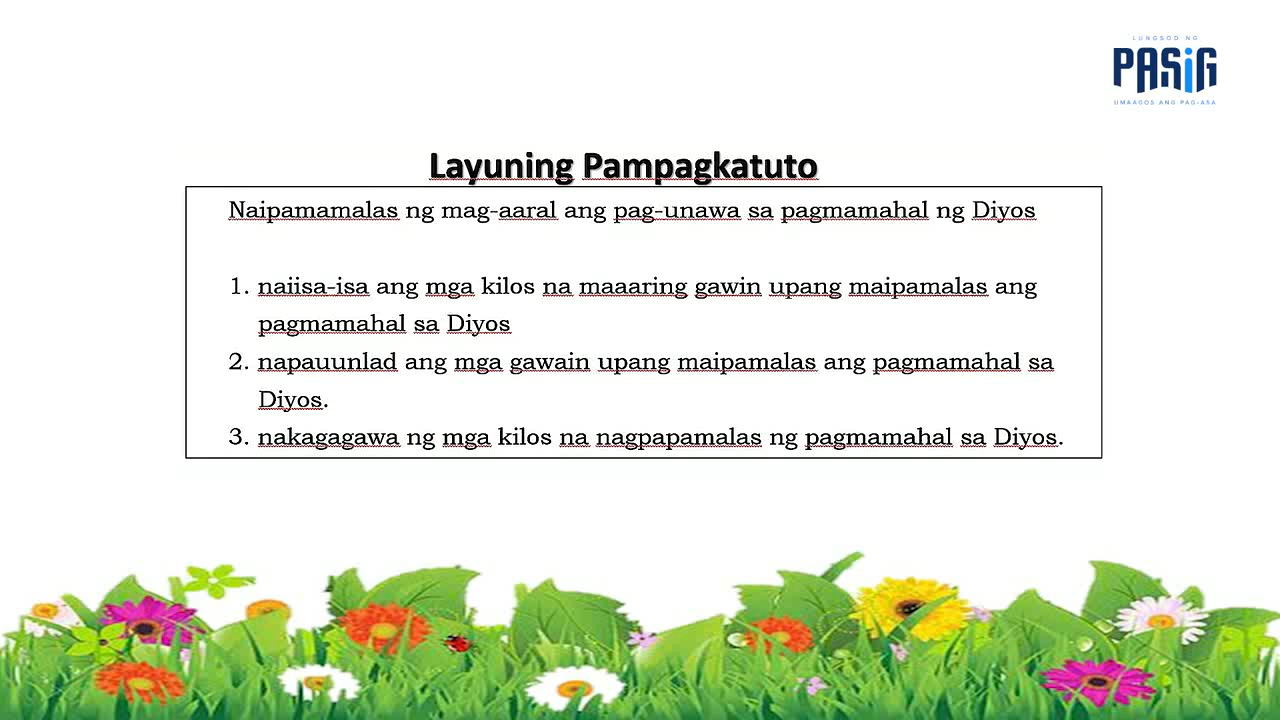 LUNGSOD NG
PASiG
UMAAGOS ANG PAG-ASA
Layuning Pampagkatuto
Naipamamalas ng mag-aaral ang pag-unawa sa pagmamahal ng Diyos
1. naiisa-isa ang mga kilos na maaaring gawin upang maipamalas ang
pagmamahal sa Diyos
2. napauunlad ang mga gawain upang maipamalas ang pagmamahal sa
Diyos.
3. nakagagawa ng mga kilos na nagpapamalas ng pagmamahal sa Diyos.